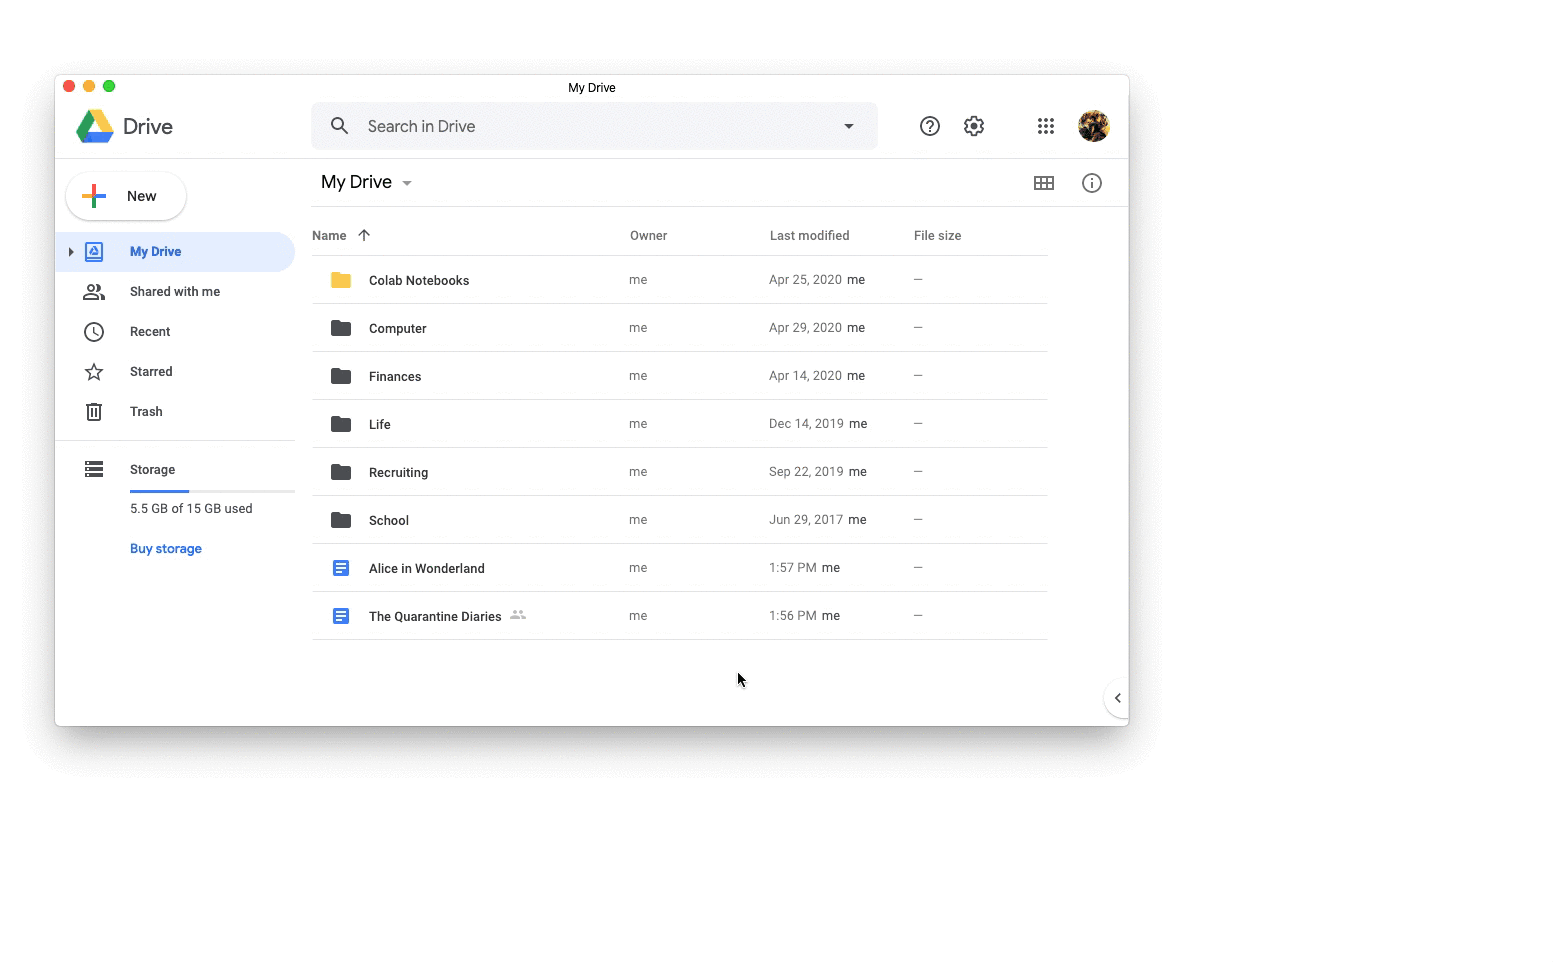 My Drive
Drive
Search in Drive
New
My Drive
Name Owner Last modified File size
My Drive
Shared with me
Recent
Starred
Trash
Storage
5.5 GB of 15 GB used
Buy storage
Colab Notebooks me Apr 25, 2020 me –
Computer me Apr 29, 2020 me –
Finances me Apr 14, 2020 me –
Life me Dec 14, 2019 me –
Recruiting me Sep 22, 2019 me –
School me Jun 29, 2017 me –
Alice in Wonderland me 1:57 PM me –
The Quarantine Diaries me 1:56 PM me –